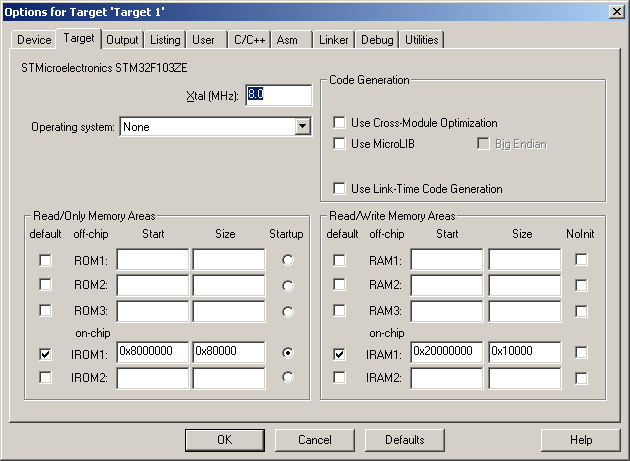 Options for Target 'Target 1'
Device Target Output Listing User C/C++ Asm Linker Debug Utilities
STMicroelectronics STM32F103ZE
Xtal (MHz): 8.0
Operating system: None
Code Generation
Use Cross-Module Optimization
Use MicroLIB Big Endian
Use Link-Time Code Generation
Read/Only Memory Areas
default off-chip Start Size Startup
ROM1:
ROM2:
ROM3:
on-chip
IROM1: 0x8000000 0x80000
IROM2:
Read/Write Memory Areas
default off-chip Start Size NoInit
RAM1:
RAM2:
RAM3:
on-chip
IRAM1: 0x20000000 0x10000
IRAM2:
OK Cancel Defaults Help